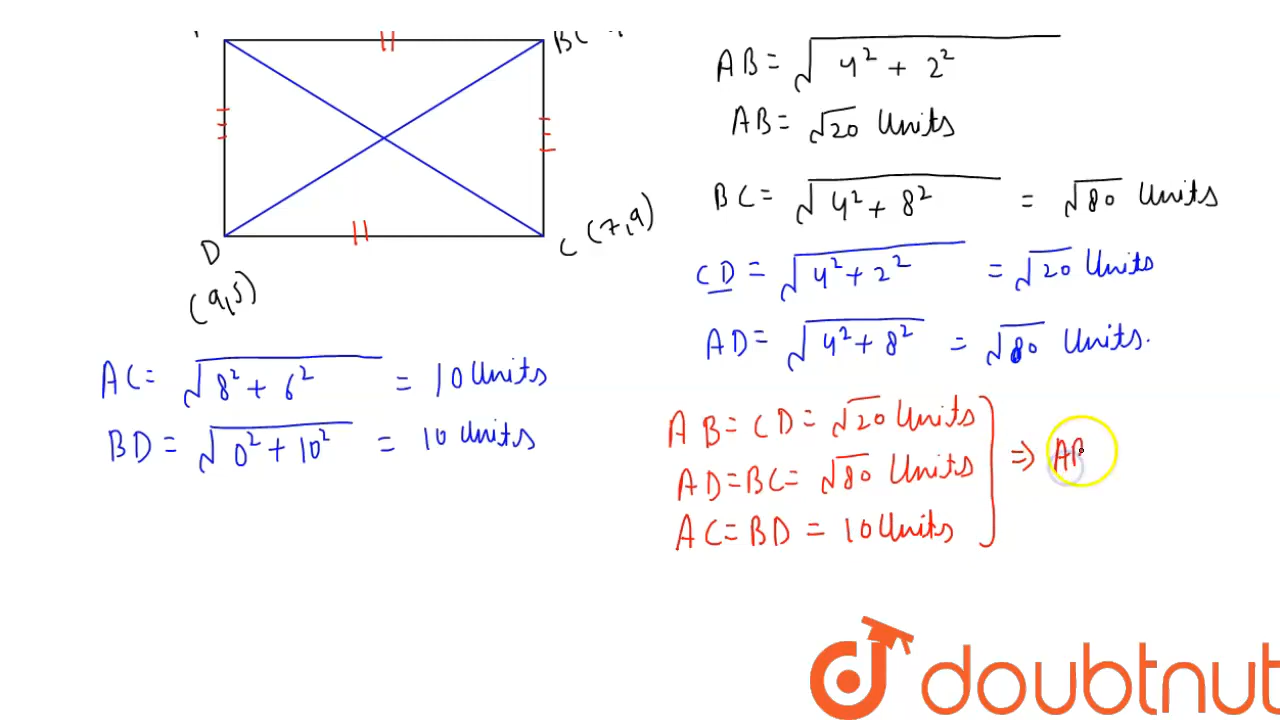 AB = √4² + 2²
AB = √20 Units
BC = √4² + 8² = √80 Units
C (7,9)
D
(9,5)
CD = √4² + 2² = √20 Units
AD = √4² + 8² = √80 Units.
AC = √8² + 6² = 10 Units
BD = √0² + 10² = 10 Units
AB = CD = √20 Units
AD = BC = √80 Units
AC = BD = 10 Units
⇒
doubtnut